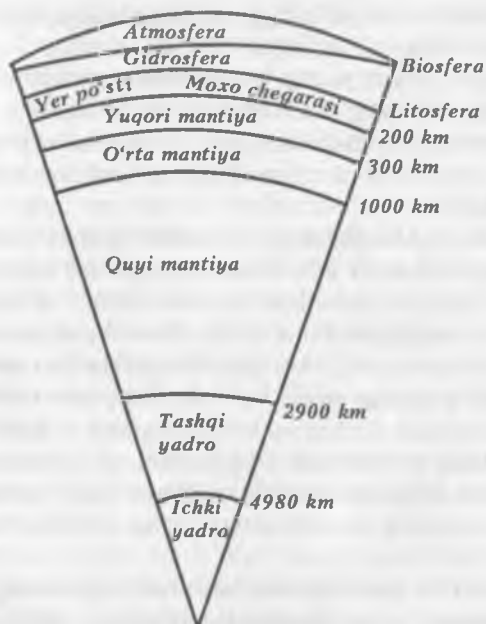 Atmosfera
Gidrosfera
Biosfera
Yer po'sti
Moxo chegarasi
Litosfera
Yuqori mantiya
200 km
O'rta mantiya
300 km
1000 km
Quyi mantiya
2900 km
Tashqi
yadro
Ichki
yadro
4980 km